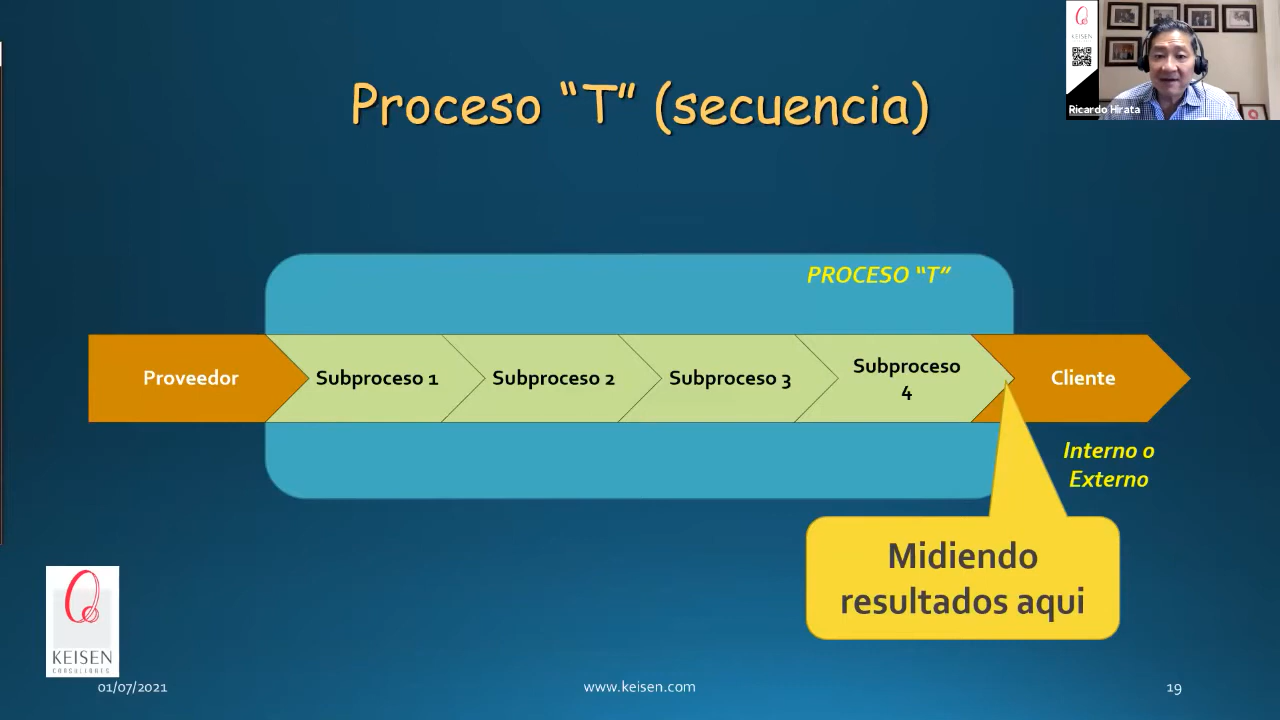 KEISEN
Ricardo Hirata
Proceso “T” (secuencia)
PROCESO “T”
Proveedor
Subproceso 1
Subproceso 2
Subproceso 3
Subproceso
4
Cliente
Interno o
Externo
Midiendo
resultados aqui
KEISEN
CONSULTORES
01/07/2021
www.keisen.com
19